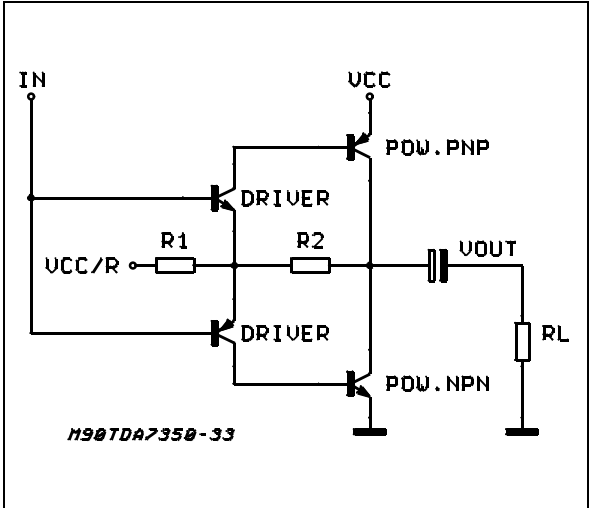 IN VCC
POW.PNP
DRIVER
R1 R2 VOUT
VCC/R
DRIVER RL
POW.NPN
M90TDA7350-33